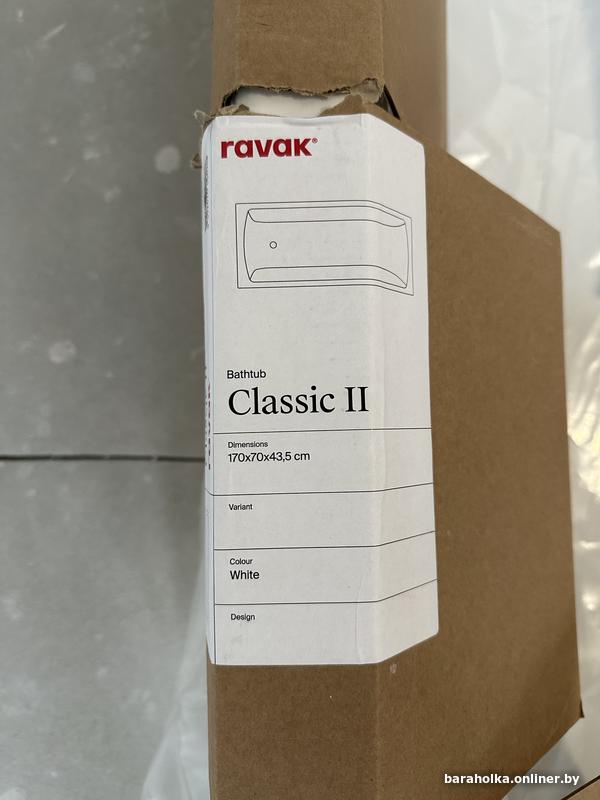 ravak®
Bathtub
Classic II
Dimensions
170x70x43,5 cm
Variant
Colour
White
Design
baraholka.onliner.by